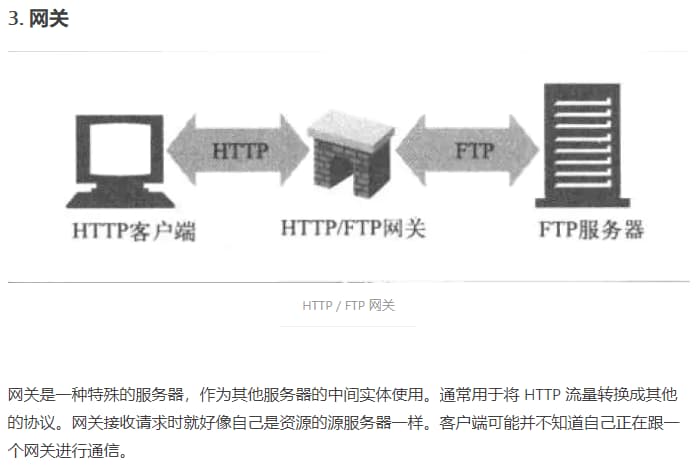 3. 网关
HTTP
FTP
HTTP客户端
HTTP/FTP网关
FTP服务器
HTTP / FTP 网关
网关是一种特殊的服务器，作为其他服务器的中间实体使用。通常用于将 HTTP 流量转换成其他
的协议。网关接收请求时就好像自己是资源的源服务器一样。客户端可能并不知道自己正在跟一
个网关进行通信。